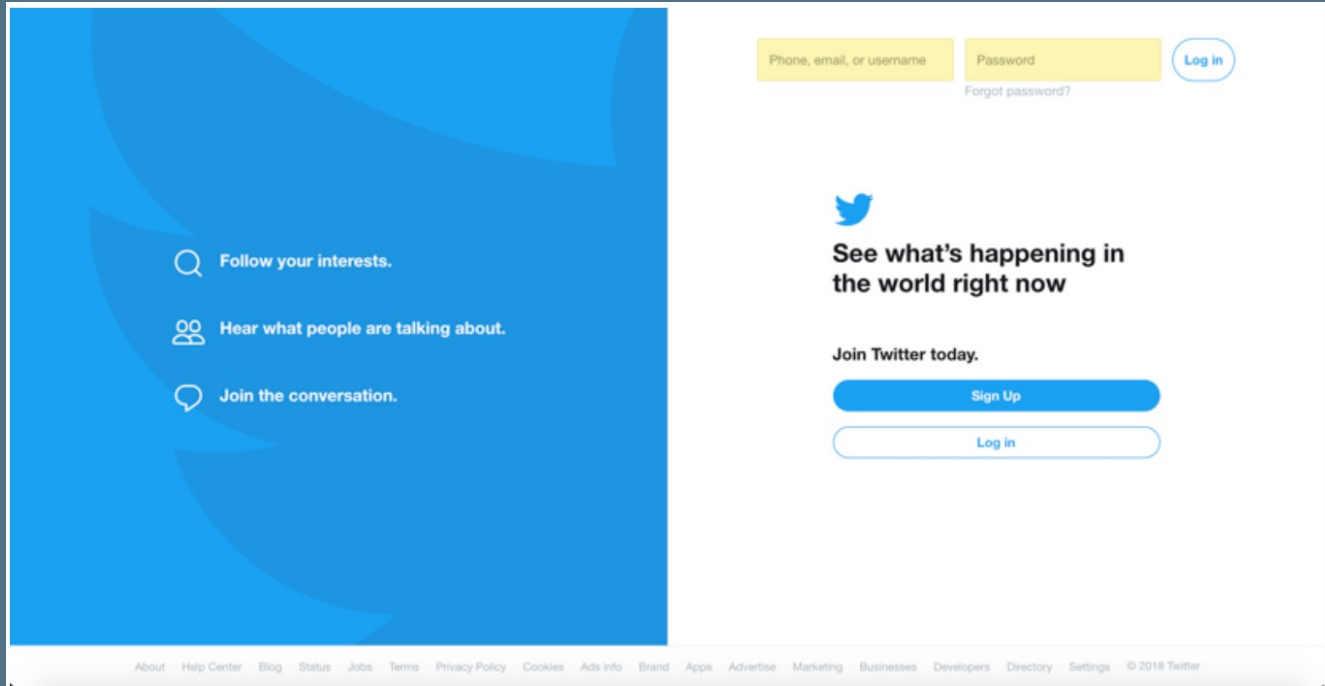 Phone, email, or username
Password
Log in
Forgot password?
Follow your interests.
Hear what people are talking about.
Join the conversation.
See what's happening in
the world right now
Join Twitter today.
Sign Up
Log in
About Help Center Blog Status Jobs Terms Privacy Policy Cookies Ads info Brand Apps Advertise Marketing Businesses Developers Directory Settings © 2018 Twitter